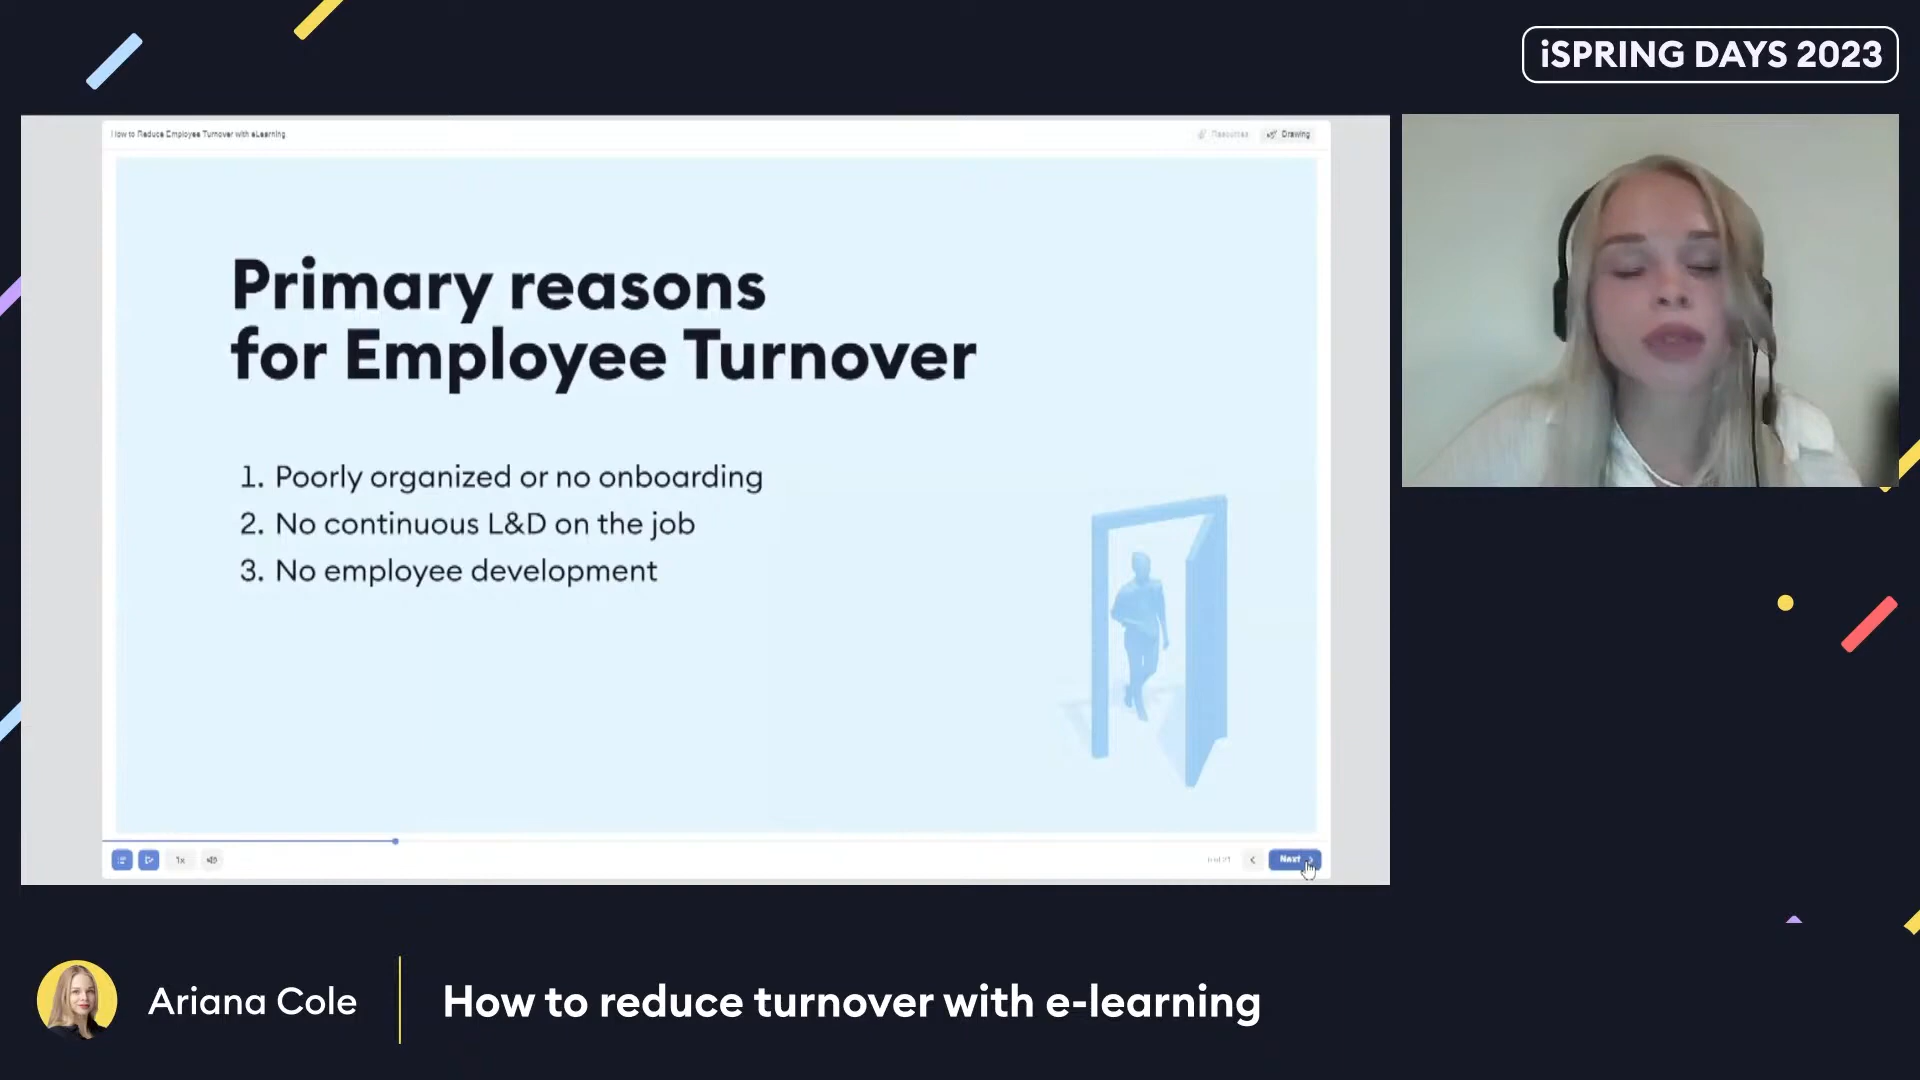 iSPRING DAYS 2023
How to Reduce Employee Turnover with eLearning
Resources
Drawing
Primary reasons
for Employee Turnover
1. Poorly organized or no onboarding
2. No continuous L&D on the job
3. No employee development
1x
Next
Ariana Cole
How to reduce turnover with e-learning